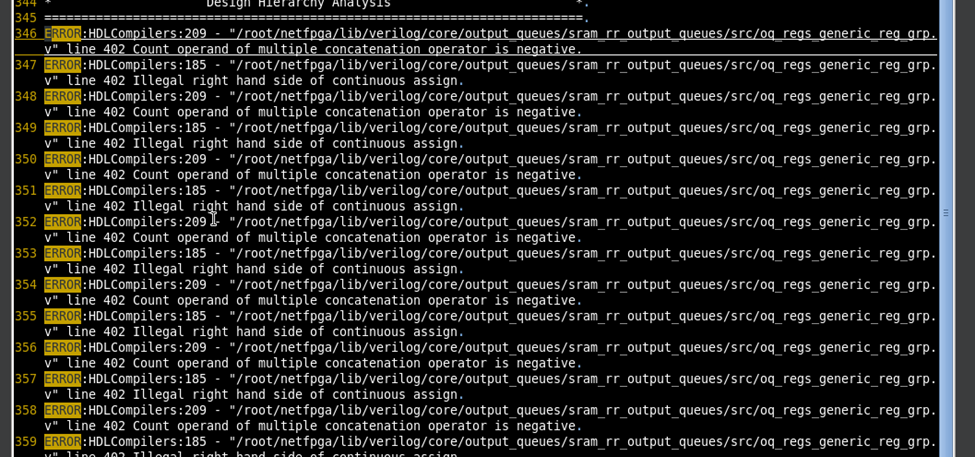 344 * Design Hierarchy Analysis *.
345 =========================================================================.
346 ERROR:HDLCompilers:209 - "/root/netfpga/lib/verilog/core/output_queues/sram_rr_output_queues/src/oq_regs_generic_reg_grp.
v" line 402 Count operand of multiple concatenation operator is negative.
347 ERROR:HDLCompilers:185 - "/root/netfpga/lib/verilog/core/output_queues/sram_rr_output_queues/src/oq_regs_generic_reg_grp.
v" line 402 Illegal right hand side of continuous assign.
348 ERROR:HDLCompilers:209 - "/root/netfpga/lib/verilog/core/output_queues/sram_rr_output_queues/src/oq_regs_generic_reg_grp.
v" line 402 Count operand of multiple concatenation operator is negative.
349 ERROR:HDLCompilers:185 - "/root/netfpga/lib/verilog/core/output_queues/sram_rr_output_queues/src/oq_regs_generic_reg_grp.
v" line 402 Illegal right hand side of continuous assign.
350 ERROR:HDLCompilers:209 - "/root/netfpga/lib/verilog/core/output_queues/sram_rr_output_queues/src/oq_regs_generic_reg_grp.
v" line 402 Count operand of multiple concatenation operator is negative.
351 ERROR:HDLCompilers:185 - "/root/netfpga/lib/verilog/core/output_queues/sram_rr_output_queues/src/oq_regs_generic_reg_grp.
v" line 402 Illegal right hand side of continuous assign.
352 ERROR:HDLCompilers:209 - "/root/netfpga/lib/verilog/core/output_queues/sram_rr_output_queues/src/oq_regs_generic_reg_grp.
v" line 402 Count operand of multiple concatenation operator is negative.
353 ERROR:HDLCompilers:185 - "/root/netfpga/lib/verilog/core/output_queues/sram_rr_output_queues/src/oq_regs_generic_reg_grp.
v" line 402 Illegal right hand side of continuous assign.
354 ERROR:HDLCompilers:209 - "/root/netfpga/lib/verilog/core/output_queues/sram_rr_output_queues/src/oq_regs_generic_reg_grp.
v" line 402 Count operand of multiple concatenation operator is negative.
355 ERROR:HDLCompilers:185 - "/root/netfpga/lib/verilog/core/output_queues/sram_rr_output_queues/src/oq_regs_generic_reg_grp.
v" line 402 Illegal right hand side of continuous assign.
356 ERROR:HDLCompilers:209 - "/root/netfpga/lib/verilog/core/output_queues/sram_rr_output_queues/src/oq_regs_generic_reg_grp.
v" line 402 Count operand of multiple concatenation operator is negative.
357 ERROR:HDLCompilers:185 - "/root/netfpga/lib/verilog/core/output_queues/sram_rr_output_queues/src/oq_regs_generic_reg_grp.
v" line 402 Illegal right hand side of continuous assign.
358 ERROR:HDLCompilers:209 - "/root/netfpga/lib/verilog/core/output_queues/sram_rr_output_queues/src/oq_regs_generic_reg_grp.
v" line 402 Count operand of multiple concatenation operator is negative.
359 ERROR:HDLCompilers:185 - "/root/netfpga/lib/verilog/core/output_queues/sram_rr_output_queues/src/oq_regs_generic_reg_grp.
v" line 402 Illegal right hand side of continuous assign.